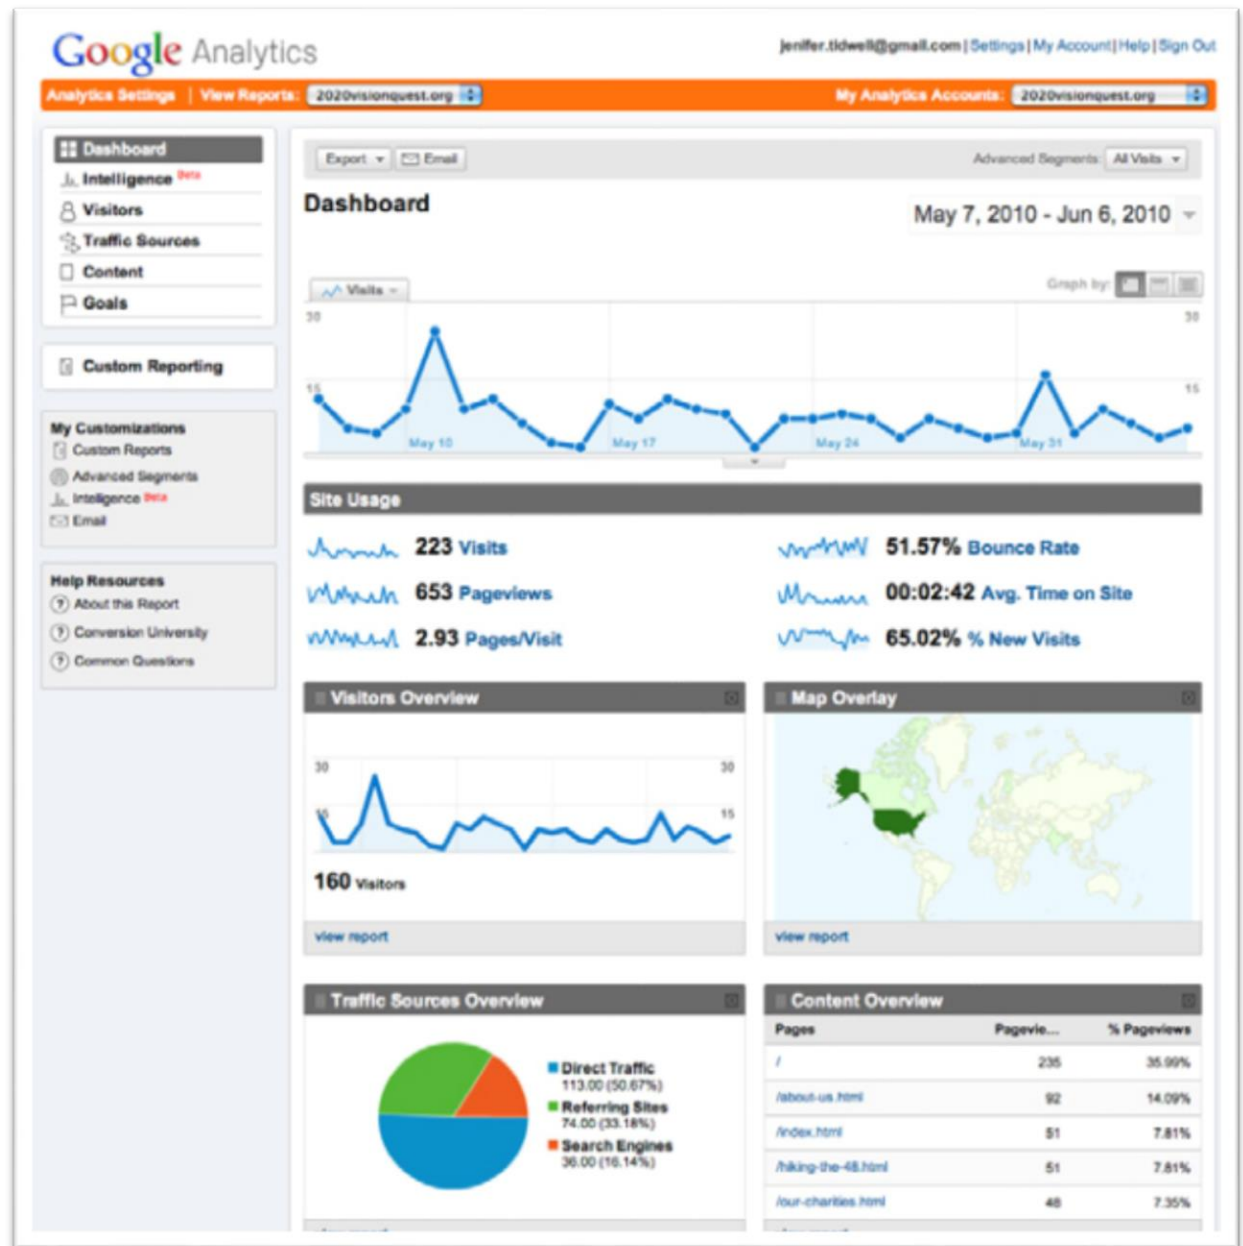 Google Analytics
jenifer.tidwell@gmail.com | Settings | My Account | Help | Sign Out
Analytics Settings | View Reports: 2020visionquest.org
My Analytics Accounts: 2020visionquest.org
Dashboard
Intelligence Beta
Visitors
Traffic Sources
Content
Goals
Custom Reporting
My Customizations
Custom Reports
Advanced Segments
Intelligence Beta
Email
Help Resources
About this Report
Conversion University
Common Questions
Export Email
Advanced Segments: All Visits
Dashboard
May 7, 2010 - Jun 6, 2010
Visits
Graph by:
30 30
15 15
May 10 May 17 May 24 May 31
Site Usage
223 Visits
653 Pageviews
2.93 Pages/Visit
51.57% Bounce Rate
00:02:42 Avg. Time on Site
65.02% % New Visits
Visitors Overview
30 30
15 15
160 Visitors
view report
Map Overlay
view report
Traffic Sources Overview
Direct Traffic
113.00 (50.67%)
Referring Sites
74.00 (33.18%)
Search Engines
36.00 (16.14%)
Content Overview
Pages Pagevie... % Pageviews
/ 235 35.99%
/about-us.html 92 14.09%
/index.html 51 7.81%
/hiking-the-48.html 51 7.81%
/our-charities.html 48 7.35%